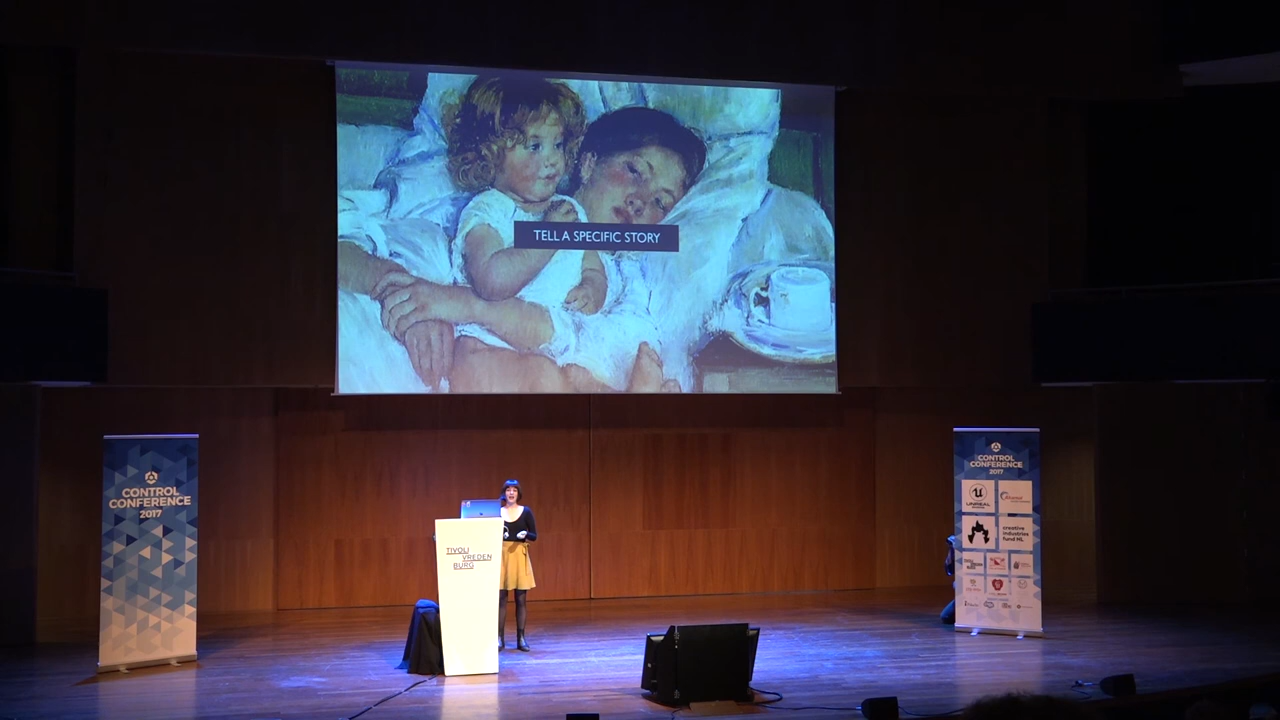 TELL A SPECIFIC STORY
CONTROL
CONFERENCE
2017
TIVOLI
VREDEN
BURG
CONTROL
CONFERENCE
2017
UNREAL
creative
industries
fund NL